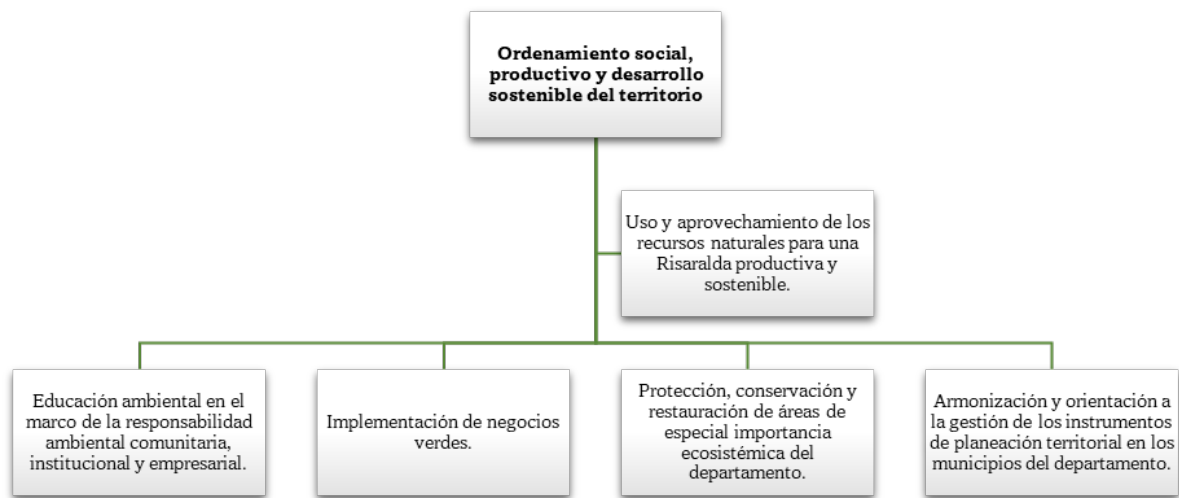 Ordenamiento social,
productivo y desarrollo
sostenible del territorio
Uso y aprovechamiento de los
recursos naturales para una
Risaralda productiva y
sostenible.
Educación ambiental en el
marco de la responsabilidad
ambiental comunitaria,
institucional y empresarial.
Implementación de negocios
verdes.
Protección, conservación y
restauración de áreas de
especial importancia
ecosistémica del
departamento.
Armonización y orientación a
la gestión de los instrumentos
de planeación territorial en los
municipios del departamento.